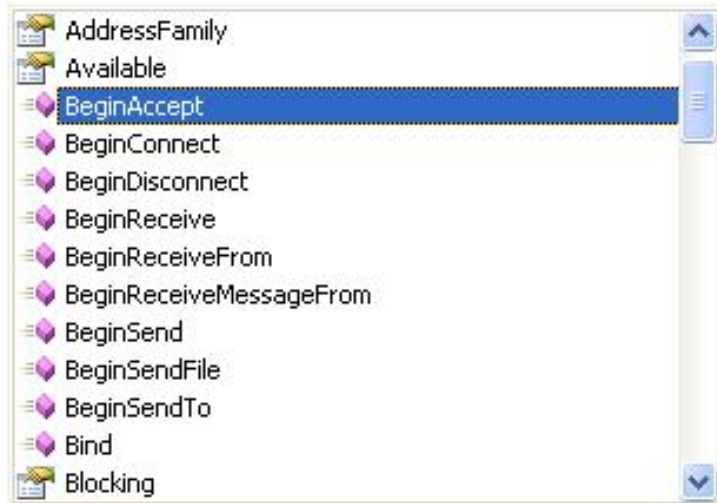 AddressFamily
Available
BeginAccept
BeginConnect
BeginDisconnect
BeginReceive
BeginReceiveFrom
BeginReceiveMessageFrom
BeginSend
BeginSendFile
BeginSendTo
Bind
Blocking